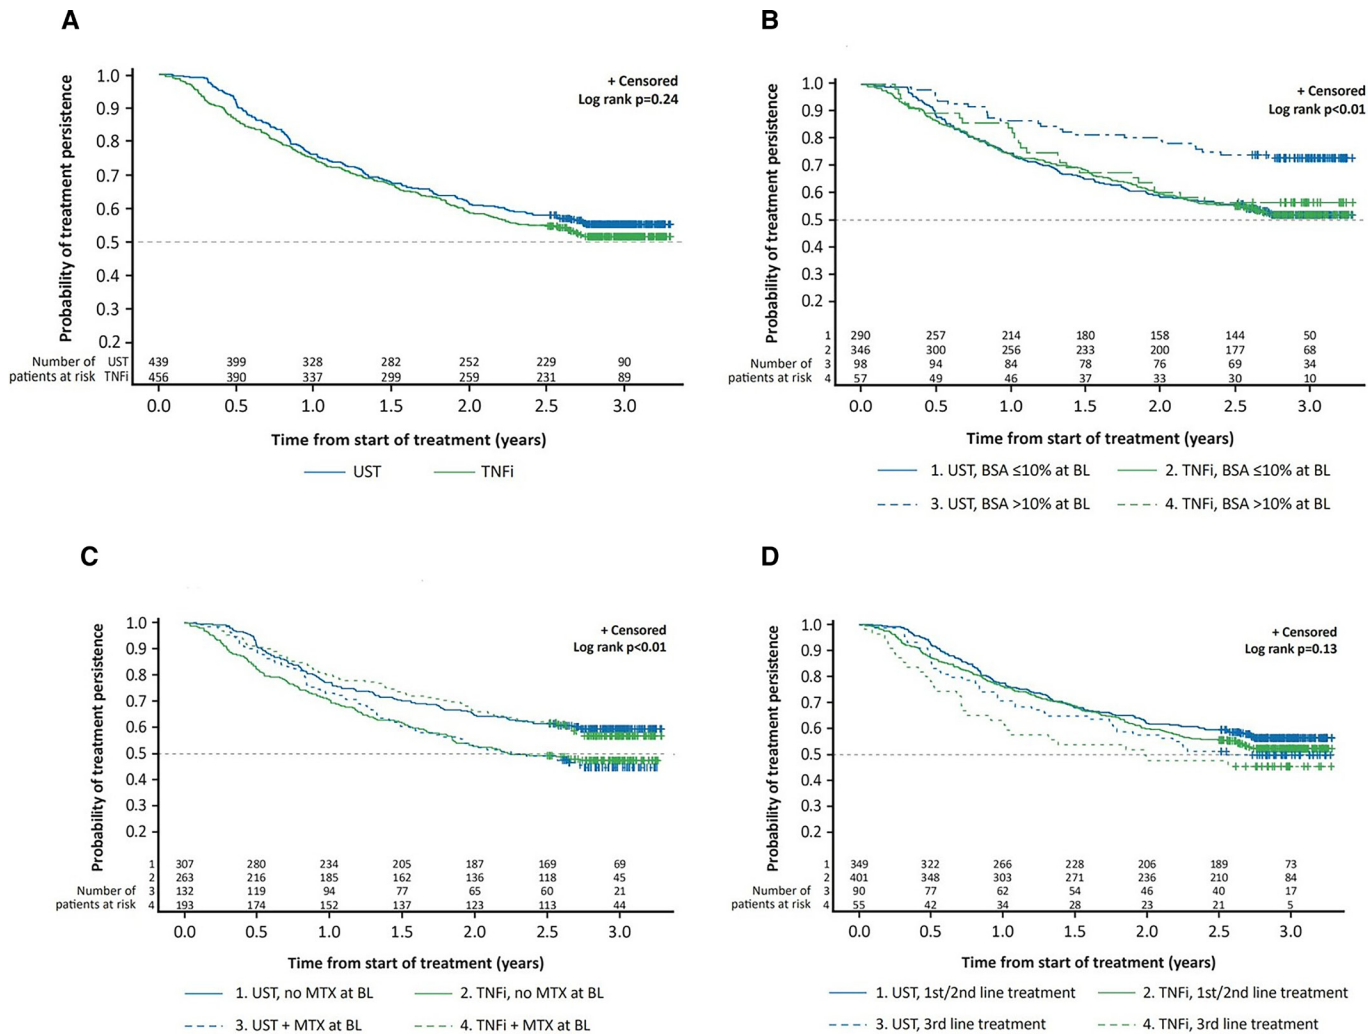 A
Probability of treatment persistence
1.0
0.9
0.8
0.7
0.6
0.5
0.4
0.3
0.2
+ Censored
Log rank p=0.24
Number of patients at risk
UST 439 399 328 282 252 229 90
TNFi 456 390 337 299 259 231 89
0.0 0.5 1.0 1.5 2.0 2.5 3.0
Time from start of treatment (years)
UST TNFi
B
Probability of treatment persistence
1.0
0.9
0.8
0.7
0.6
0.5
0.4
0.3
0.2
+ Censored
Log rank p<0.01
Number of patients at risk
1 290 257 214 180 158 144 50
2 346 300 256 233 200 177 68
3 98 94 84 78 76 69 34
4 57 49 46 37 33 30 10
0.0 0.5 1.0 1.5 2.0 2.5 3.0
Time from start of treatment (years)
1. UST, BSA ≤10% at BL 2. TNFi, BSA ≤10% at BL
3. UST, BSA >10% at BL 4. TNFi, BSA >10% at BL
C
Probability of treatment persistence
1.0
0.9
0.8
0.7
0.6
0.5
0.4
0.3
0.2
+ Censored
Log rank p<0.01
Number of patients at risk
1 307 280 234 205 187 169 69
2 263 216 185 162 136 118 45
3 132 119 94 77 65 60 21
4 193 174 152 137 123 113 44
0.0 0.5 1.0 1.5 2.0 2.5 3.0
Time from start of treatment (years)
1. UST, no MTX at BL 2. TNFi, no MTX at BL
3. UST + MTX at BL 4. TNFi + MTX at BL
D
Probability of treatment persistence
1.0
0.9
0.8
0.7
0.6
0.5
0.4
0.3
0.2
+ Censored
Log rank p=0.13
Number of patients at risk
1 349 322 266 228 206 189 73
2 401 348 303 271 236 210 84
3 90 77 62 54 46 40 17
4 55 42 34 28 23 21 5
0.0 0.5 1.0 1.5 2.0 2.5 3.0
Time from start of treatment (years)
1. UST, 1st/2nd line treatment 2. TNFi, 1st/2nd line treatment
3. UST, 3rd line treatment 4. TNFi, 3rd line treatment